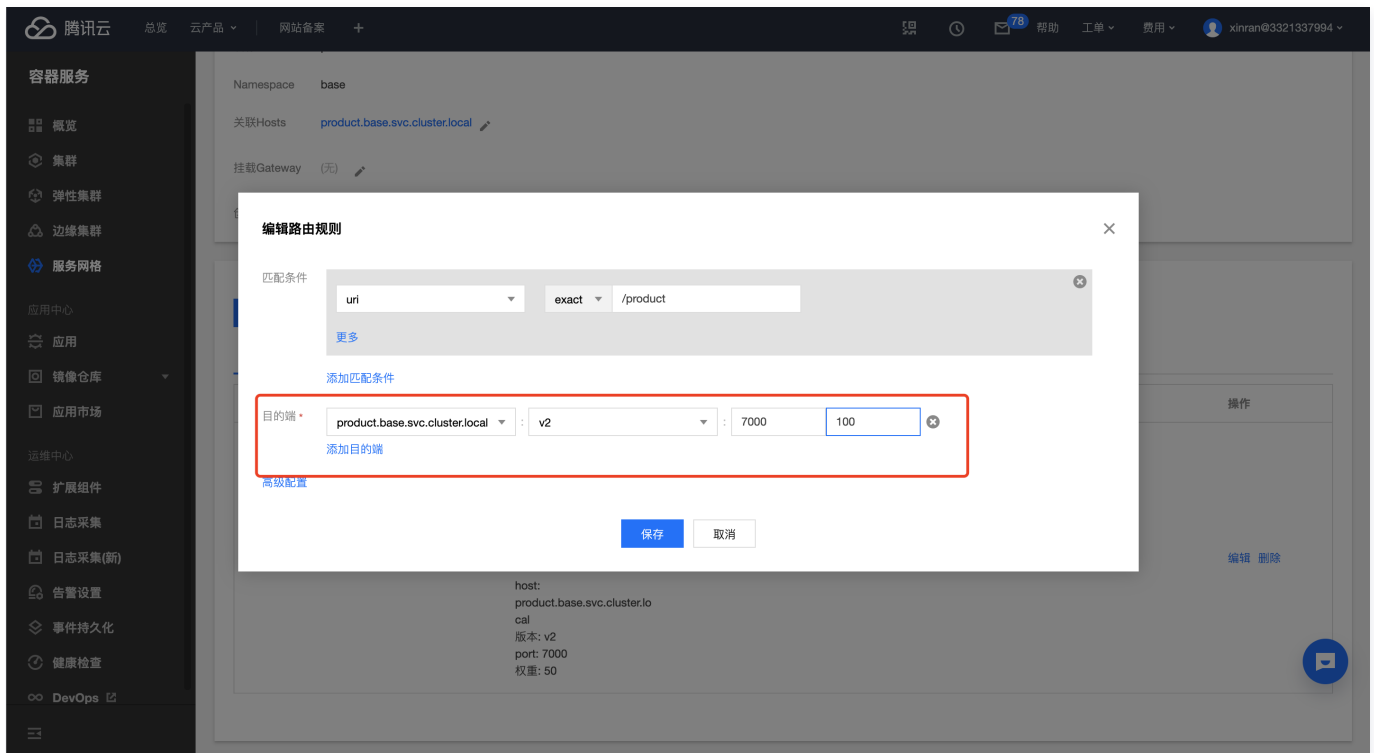 腾讯云 总览 云产品 网站备案 + 78 帮助 工单 费用 xinran@3321337994
容器服务
概览
集群
弹性集群
边缘集群
服务网格
应用中心
应用
镜像仓库
应用市场
运维中心
扩展组件
日志采集
日志采集(新)
告警设置
事件持久化
健康检查
DevOps
Namespace base
关联Hosts product.base.svc.cluster.local
挂载Gateway (无)
编辑路由规则
匹配条件
uri exact /product
更多
添加匹配条件
目的端 * product.base.svc.cluster.local : v2 : 7000 100
添加目的端
高级配置
保存 取消
操作
编辑 删除
host:
product.base.svc.cluster.lo
cal
版本: v2
port: 7000
权重: 50